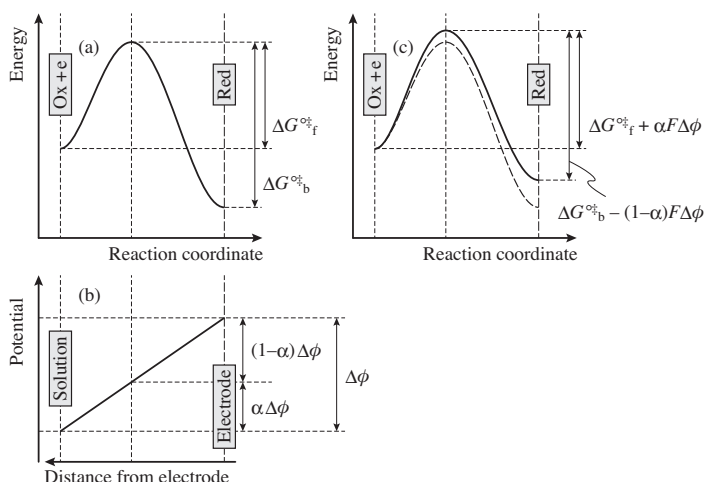 Energy
(a)
Ox + e
Red
ΔG°‡f
ΔG°‡b
Reaction coordinate
Energy
(c)
Ox + e
Red
ΔG°‡f + αFΔϕ
ΔG°‡b – (1–α)FΔϕ
Reaction coordinate
Potential
(b)
Solution
Electrode
(1–α)Δϕ
αΔϕ
Δϕ
Distance from electrode